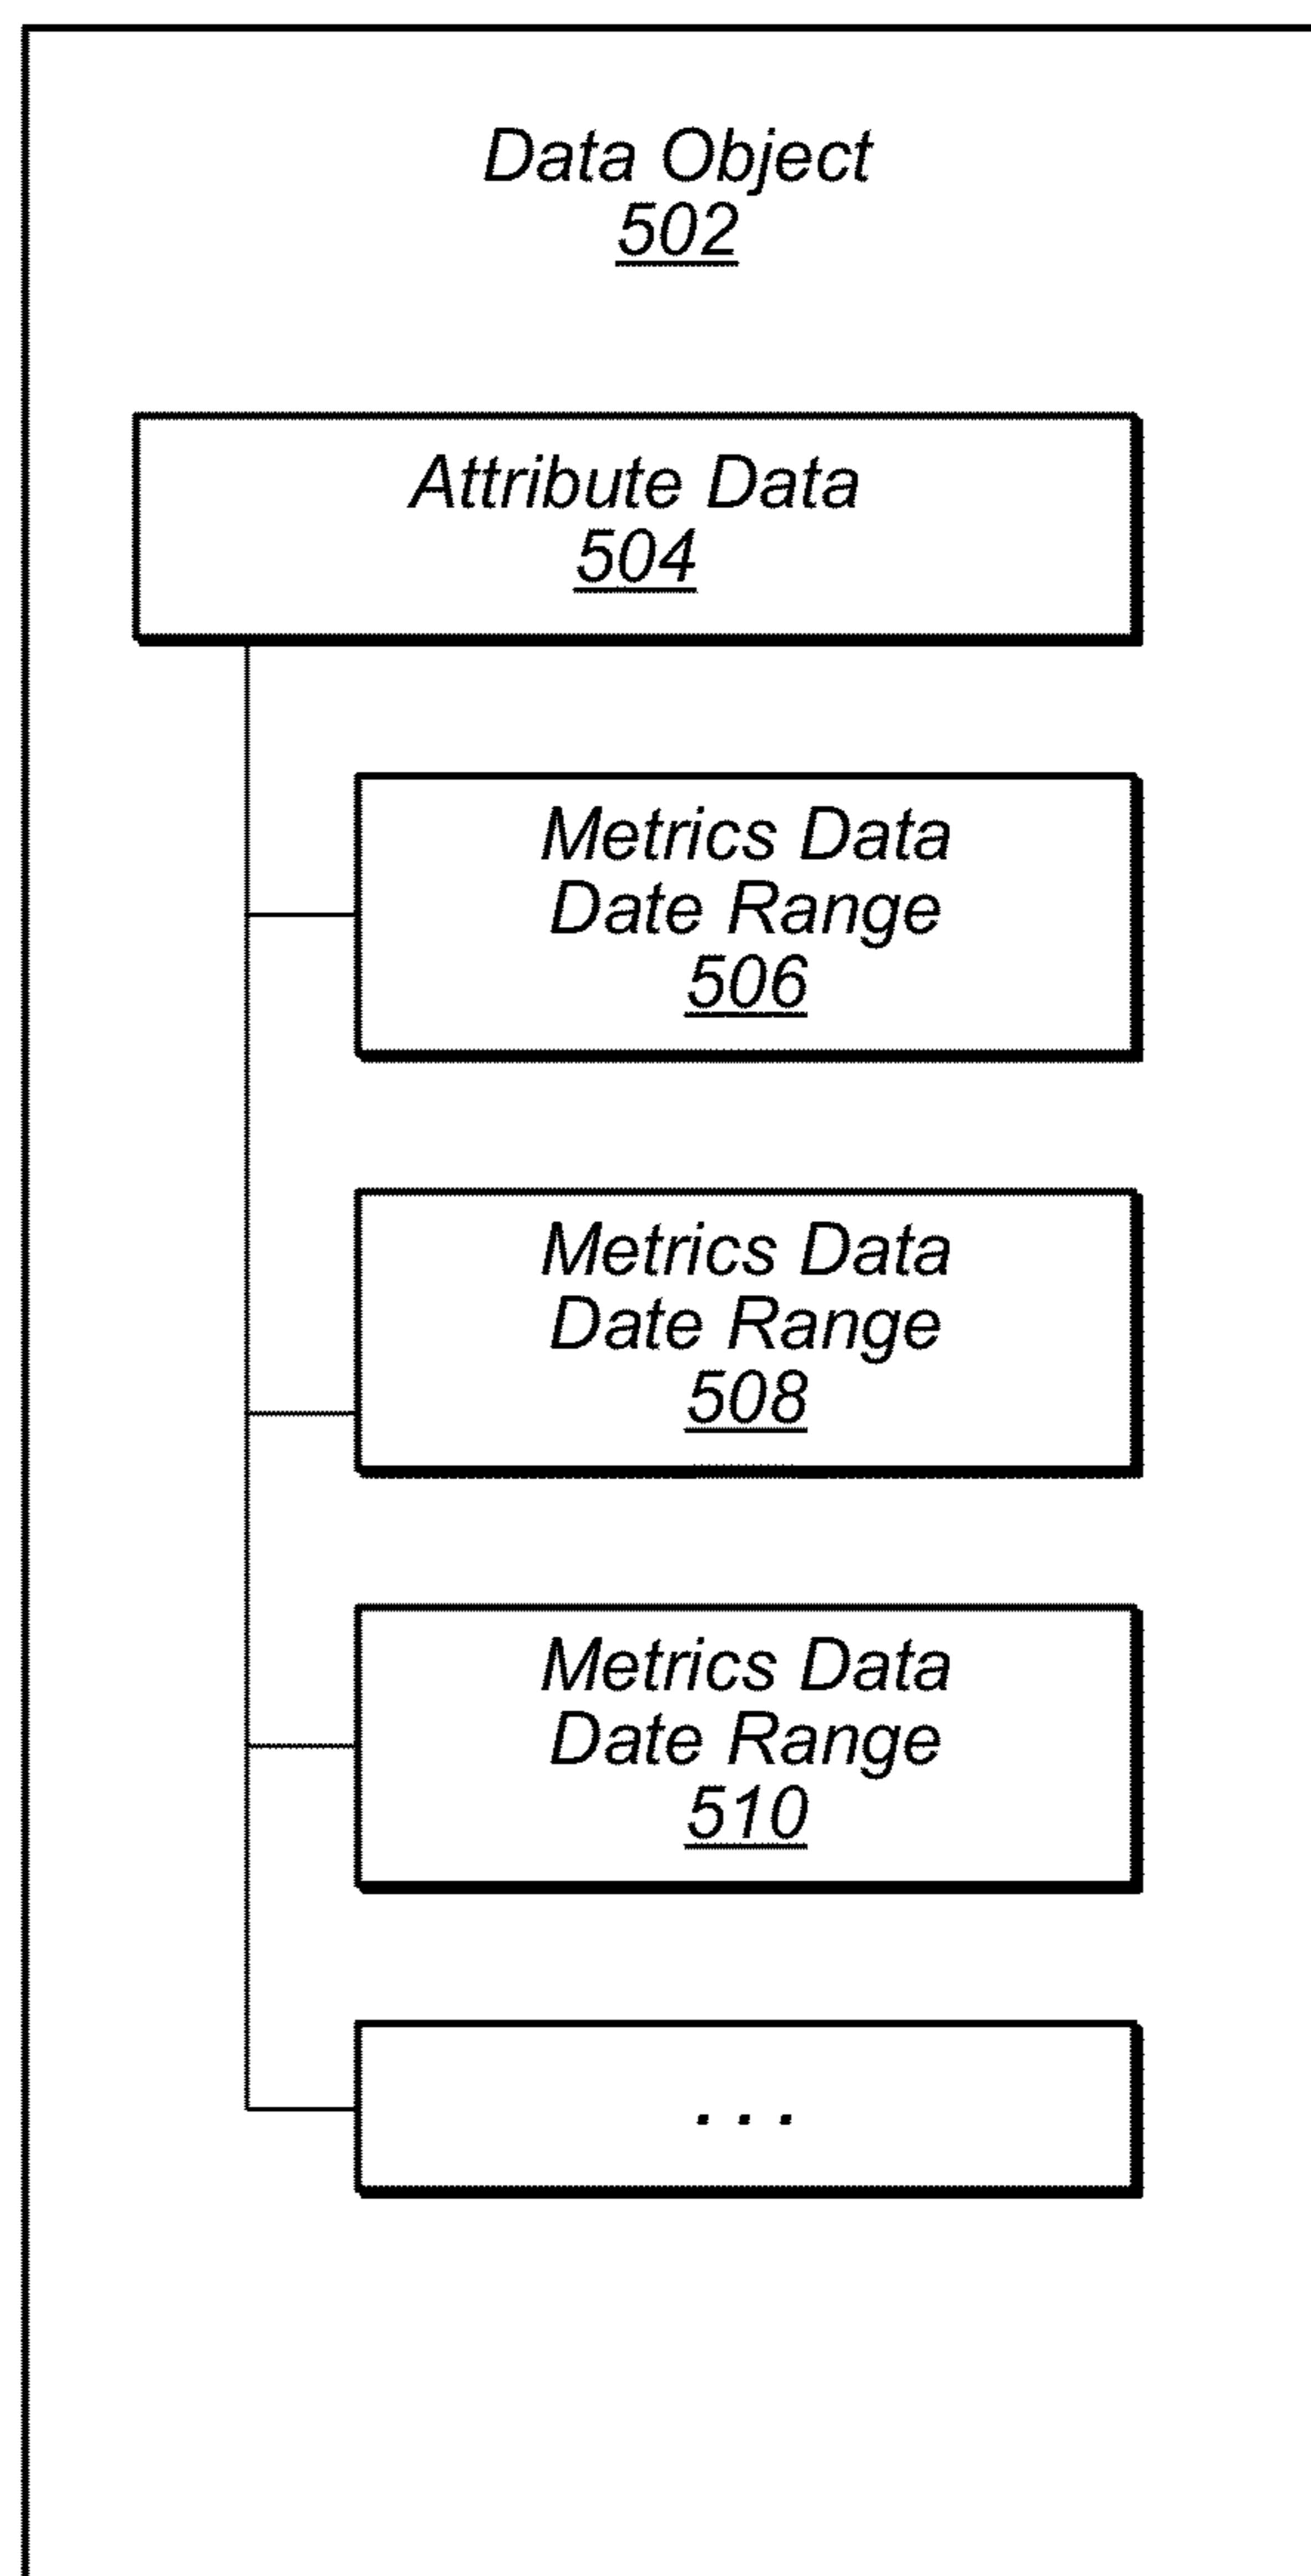 Data Object
502
Attribute Data
504
Metrics Data
Date Range
506
Metrics Data
Date Range
508
Metrics Data
Date Range
510
. . .